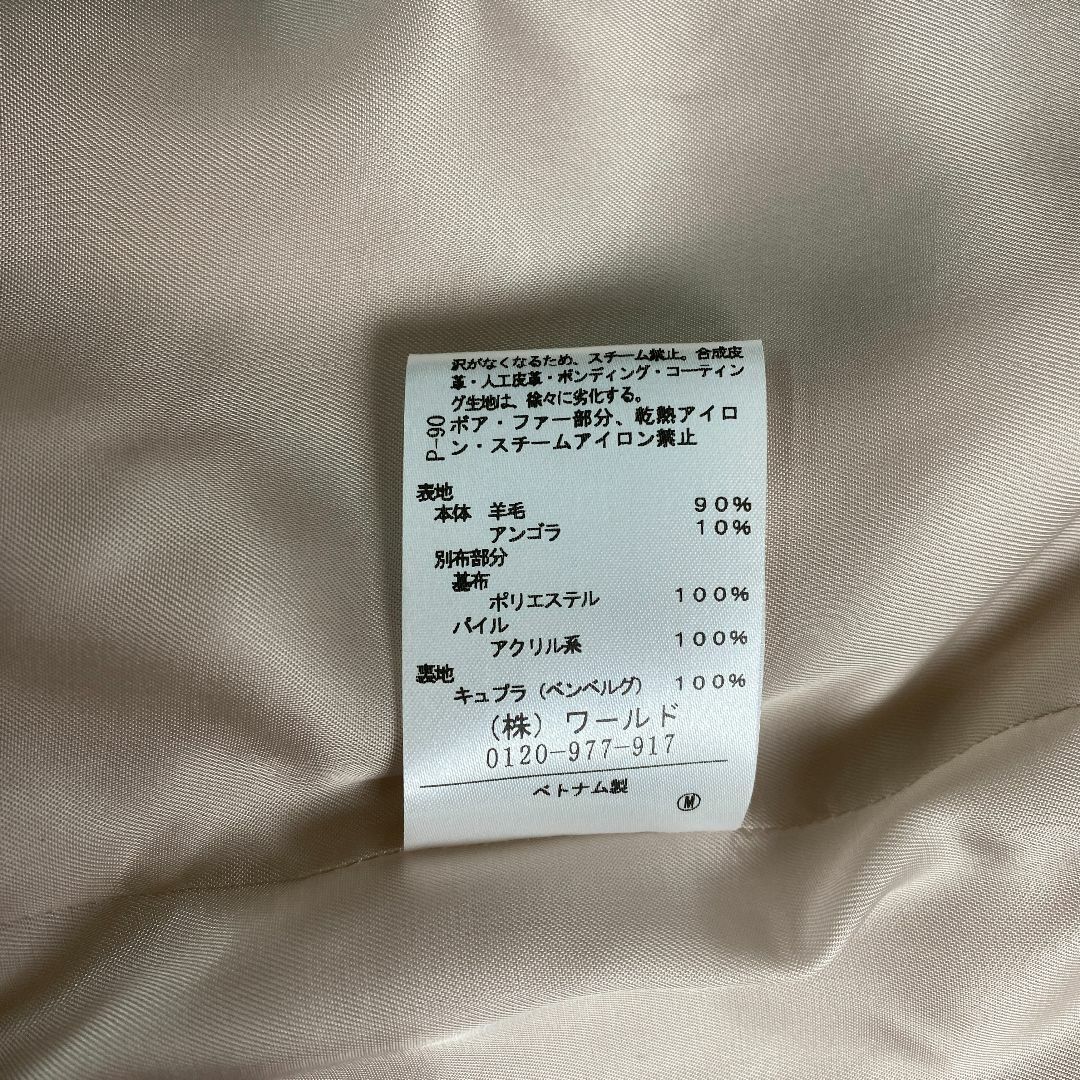 沢がなくなるため、スチーム禁止。合成皮
革・人工皮革・ボンディング・コーティン
グ生地は、徐々に劣化する。
P-90
ボア・ファー部分、乾熱アイロ
ン・スチームアイロン禁止
表地
本体 羊毛 90%
アンゴラ 10%
別布部分
基布
ポリエステル 100%
パイル
アクリル系 100%
裏地
キュプラ(ベンベルグ) 100%
(株)ワールド
0120-977-917
ベトナム製
Ⓜ